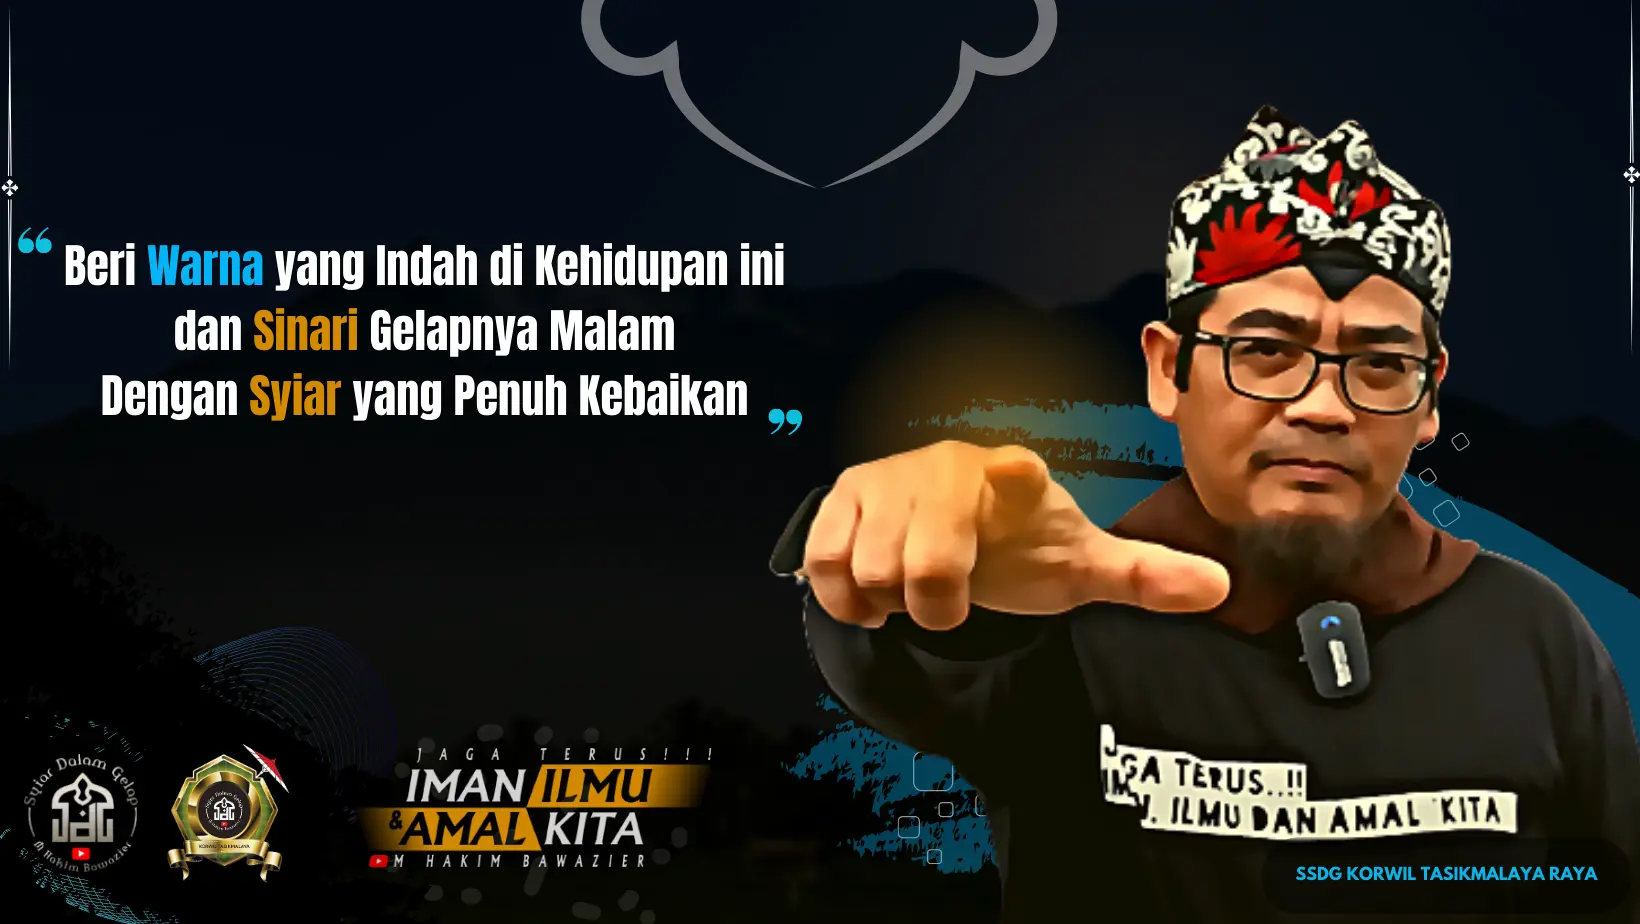 “ Beri Warna yang Indah di Kehidupan ini
dan Sinari Gelapnya Malam
Dengan Syiar yang Penuh Kebaikan ”
GA TERUS..!!
ILMU DAN AMAL KITA
Syiar Dalam Gelap
M Hakim Bawazier
KORWIL TASIKMALAYA
JAGA TERUS!!!
IMAN ILMU
& AMAL KITA
M HAKIM BAWAZIER
SSDG KORWIL TASIKMALAYA RAYA